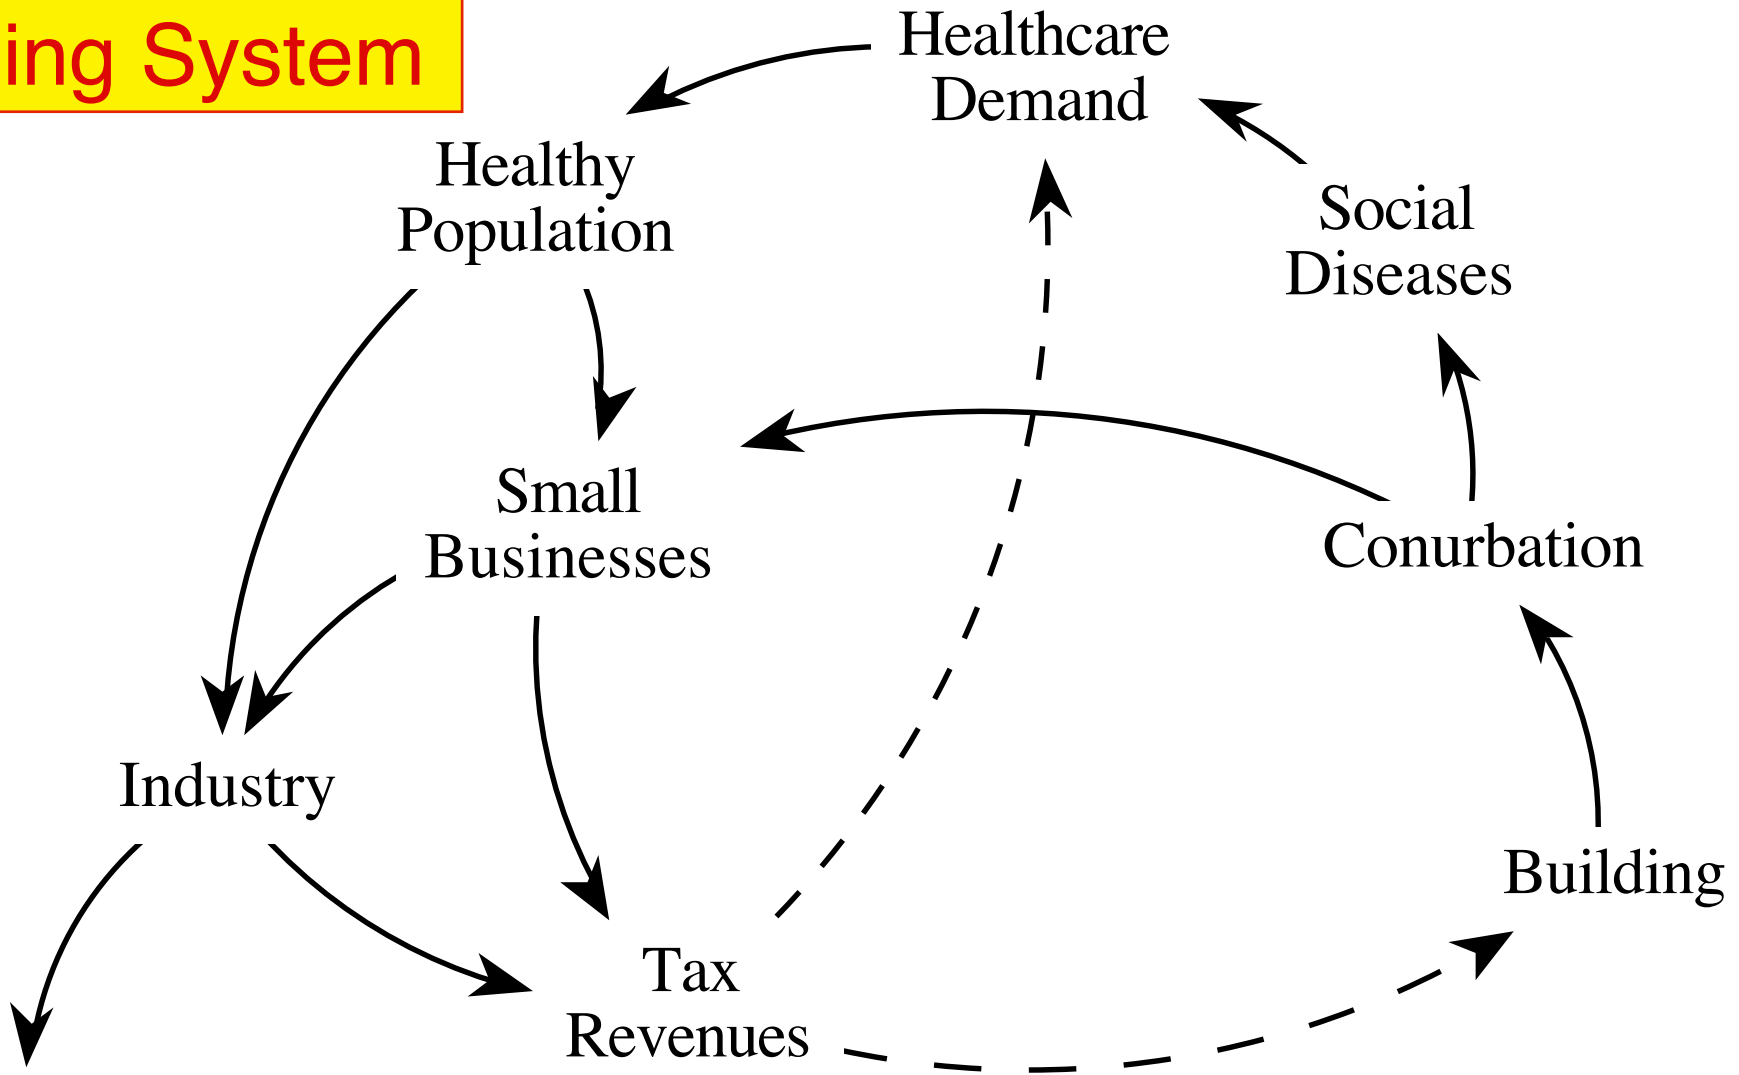 ing System
Healthcare
Demand
Healthy
Population
Social
Diseases
Small
Businesses
Conurbation
Industry
Building
Tax
Revenues